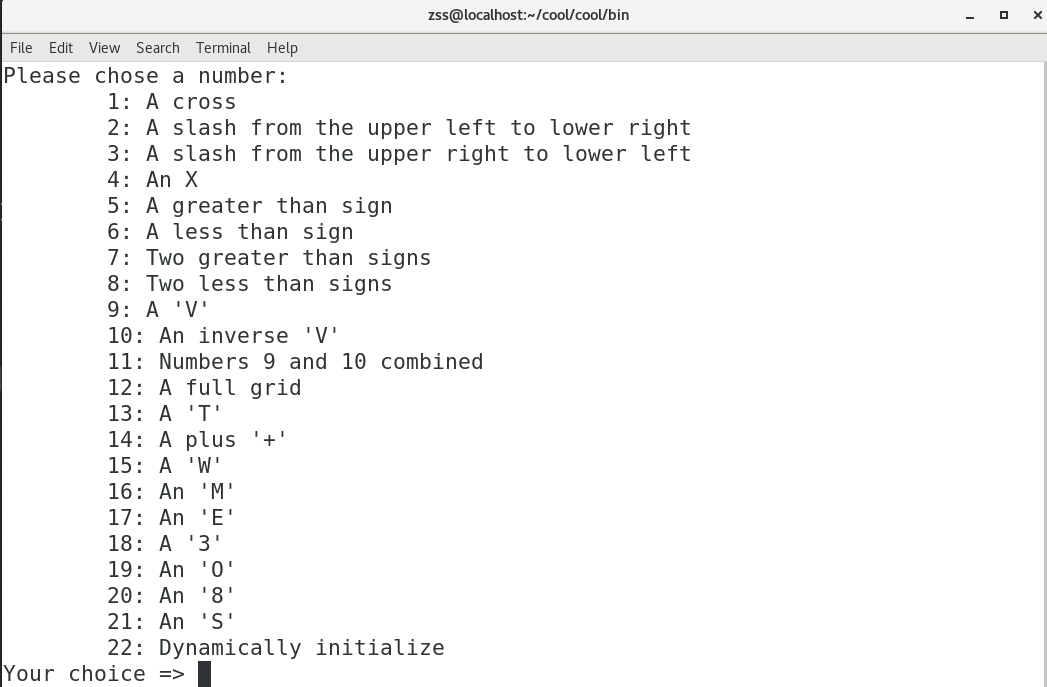 zss@localhost:~/cool/cool/bin
File Edit View Search Terminal Help
Please chose a number:
1: A cross
2: A slash from the upper left to lower right
3: A slash from the upper right to lower left
4: An X
5: A greater than sign
6: A less than sign
7: Two greater than signs
8: Two less than signs
9: A 'V'
10: An inverse 'V'
11: Numbers 9 and 10 combined
12: A full grid
13: A 'T'
14: A plus '+'
15: A 'W'
16: An 'M'
17: An 'E'
18: A '3'
19: An 'O'
20: An '8'
21: An 'S'
22: Dynamically initialize
Your choice =>